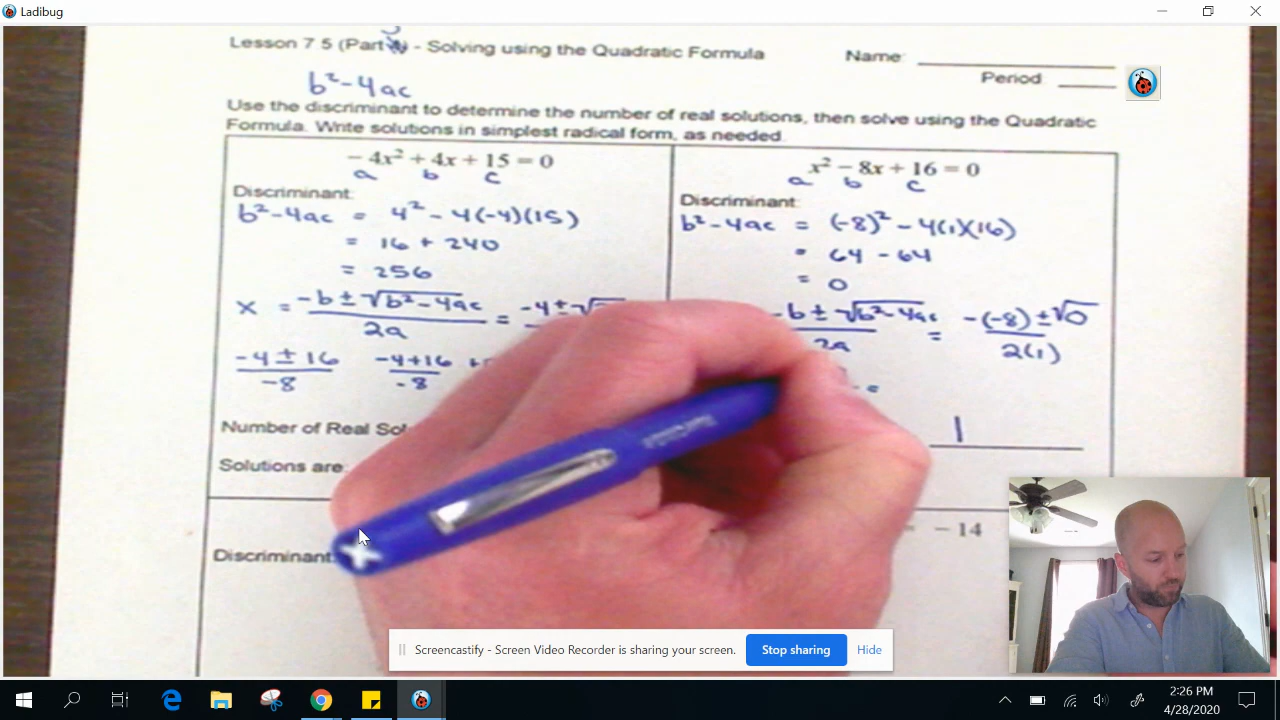 Ladibug
Lesson 7.5 (Part - Solving using the Quadratic Formula
Name:
Period
b² - 4ac
Use the discriminant to determine the number of real solutions, then solve using the Quadratic
Formula. Write solutions in simplest radical form, as needed.
- 4x² + 4x + 15 = 0
a b c
Discriminant:
b² - 4ac = 4² - 4(-4)(15)
= 16 + 240
= 256
x = -b ± √b² - 4ac / 2a = -4 ± √
-4 ± 16 / -8 -4 + 16 / -8
Number of Real Sol
Solutions are:
x² - 8x + 16 = 0
a b c
Discriminant:
b² - 4ac = (-8)² - 4(1)(16)
= 64 - 64
= 0
-b ± √b² - 4ac / 2a = -(-8) ± √0 / 2(1)
=
1
Discriminant:
= -14
Screencastify - Screen Video Recorder is sharing your screen.
Stop sharing
Hide
2:26 PM
4/28/2020